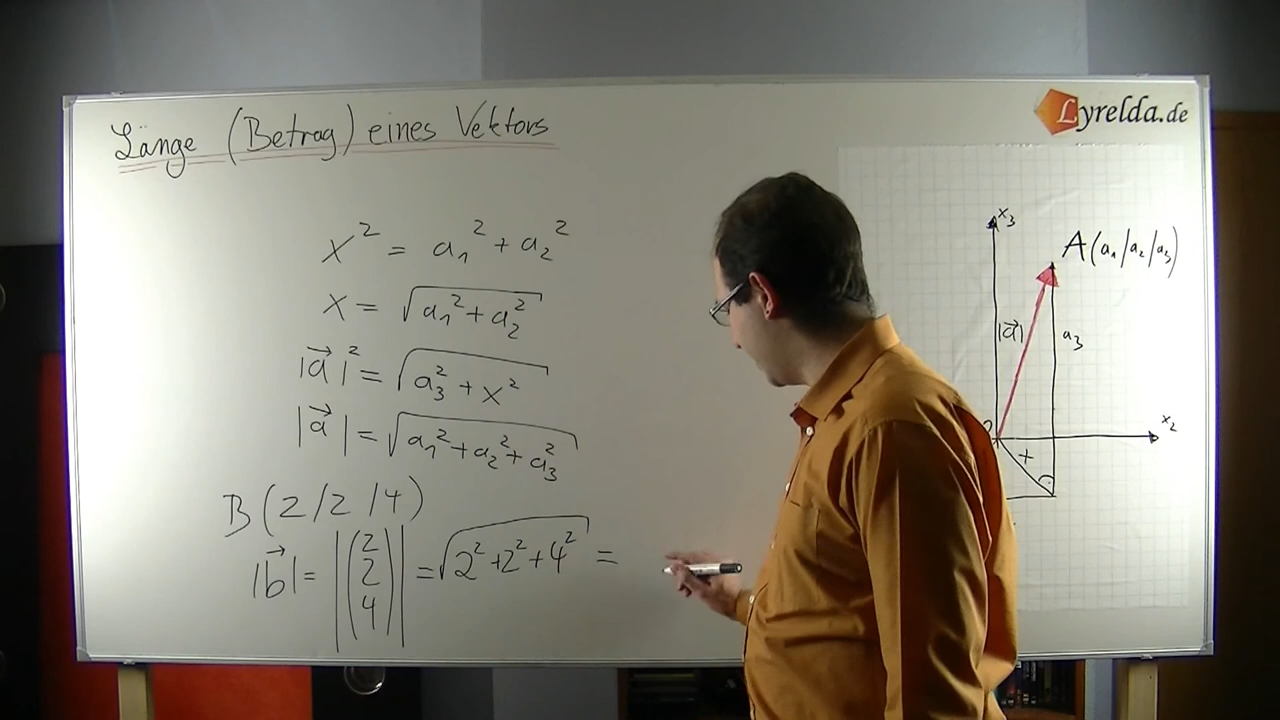 Länge (Betrag) eines Vektors
Lyrelda.de
x² = a₁² + a₂²
x = √(a₁² + a₂²)
|a⃗|² = √(a₃² + x²)
|a⃗| = √(a₁² + a₂² + a₃²)
B(2/2/4)
|b⃗| = |(2 2 4)| = √(2² + 2² + 4²) =
x₃
A(a₁/a₂/a₃)
|a⃗|
a₃
x₂
x